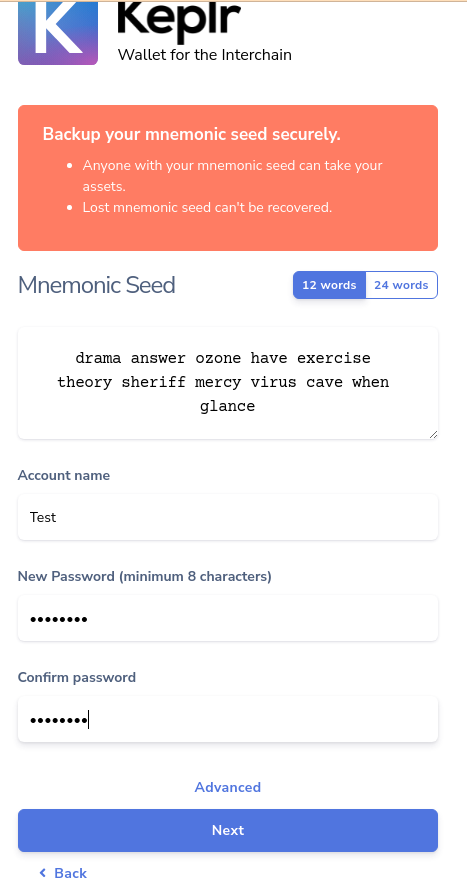 Keplr
Wallet for the Interchain
Backup your mnemonic seed securely.
• Anyone with your mnemonic seed can take your
assets.
• Lost mnemonic seed can't be recovered.
Mnemonic Seed
12 words 24 words
drama answer ozone have exercise
theory sheriff mercy virus cave when
glance
Account name
Test
New Password (minimum 8 characters)
••••••••
Confirm password
••••••••
Advanced
Next
Back